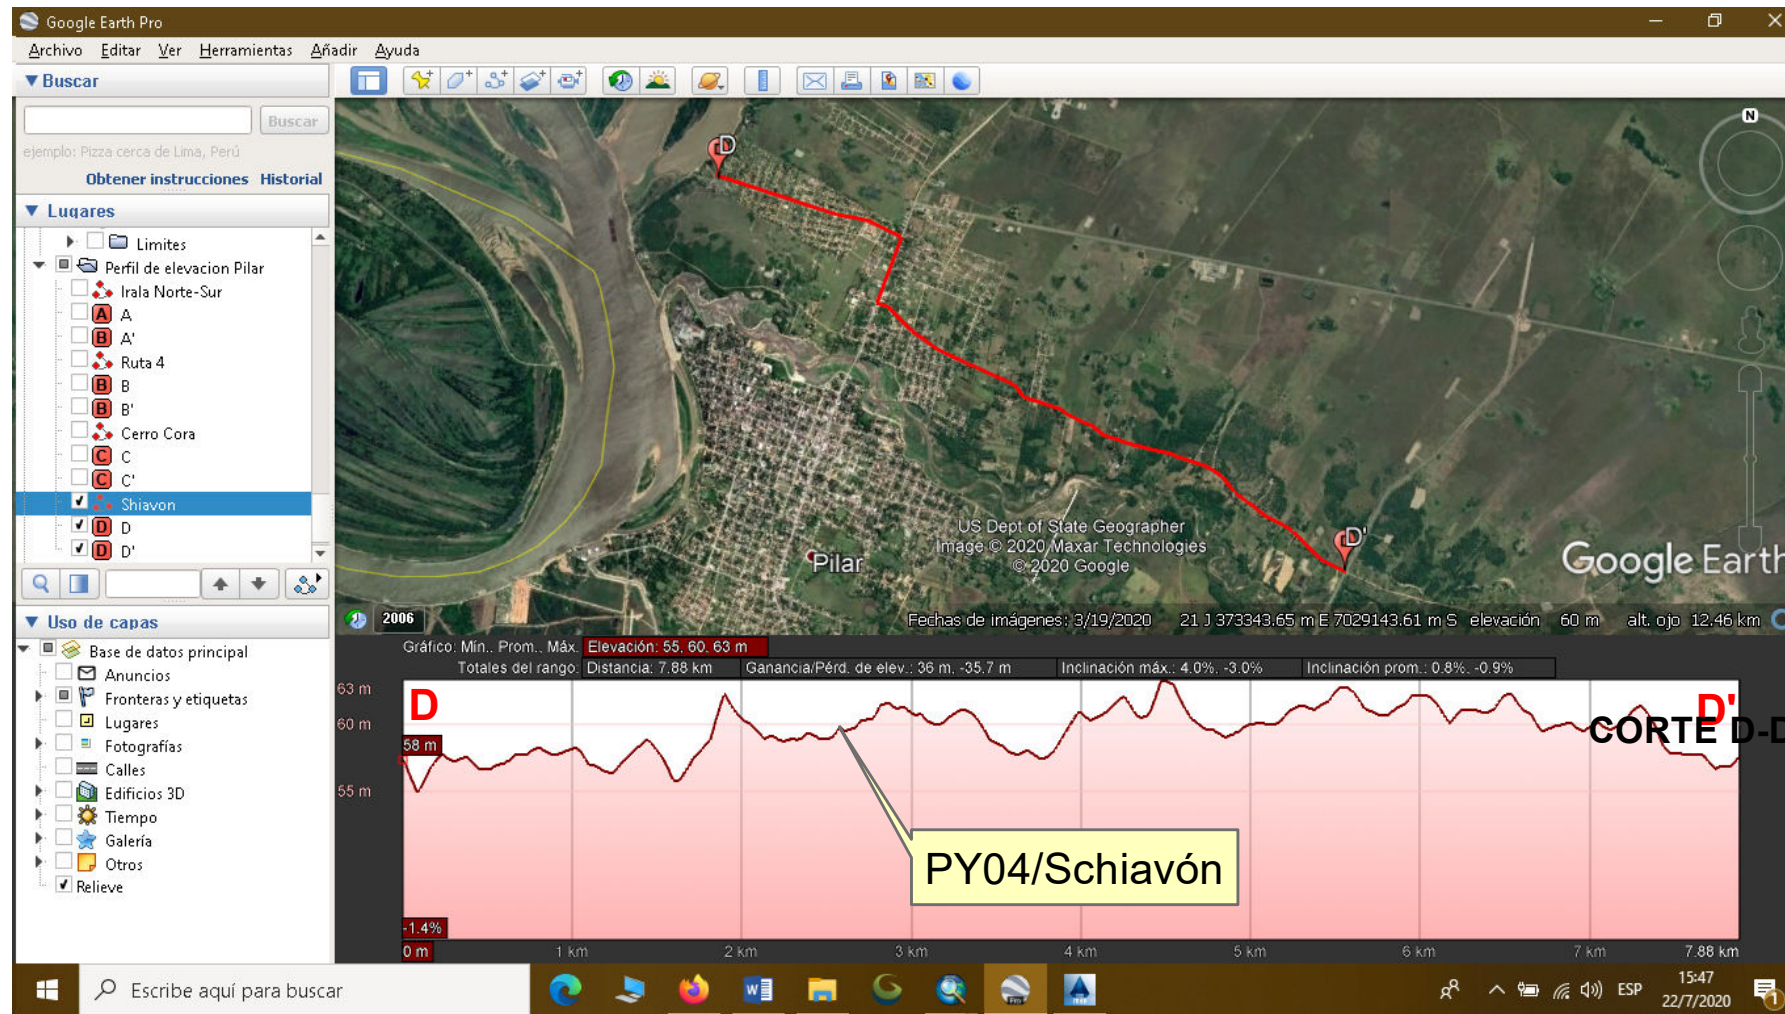 Google Earth Pro
Archivo Editar Ver Herramientas Añadir Ayuda
Buscar
Buscar
ejemplo: Pizza cerca de Lima, Perú
Obtener instrucciones Historial
Lugares
Limites
Perfil de elevacion Pilar
Irala Norte-Sur
A A
B A'
Ruta 4
B B
B B'
Cerro Cora
C C
C C'
Shiavon
D D
D D'
Uso de capas
Base de datos principal
Anuncios
Fronteras y etiquetas
Lugares
Fotografías
Calles
Edificios 3D
Tiempo
Galería
Otros
Relieve
N
D
D'
Pilar
US Dept of State Geographer
Image © 2020 Maxar Technologies
© 2020 Google
Google Earth
2006
Fechas de imágenes: 3/19/2020 21 J 373343.65 m E 7029143.61 m S elevación 60 m alt. ojo 12.46 km
Gráfico: Mín., Prom., Máx. Elevación: 55, 60, 63 m
Totales del rango: Distancia: 7.88 km Ganancia/Pérd. de elev.: 36 m, -35.7 m Inclinación máx.: 4.0%, -3.0% Inclinación prom.: 0.8%, -0.9%
63 m
60 m
55 m
D
58 m
D'
CORTE D-D
PY04/Schiavón
-1.4%
0 m 1 km 2 km 3 km 4 km 5 km 6 km 7 km 7.88 km
Escribe aquí para buscar
ESP
15:47
22/7/2020
1